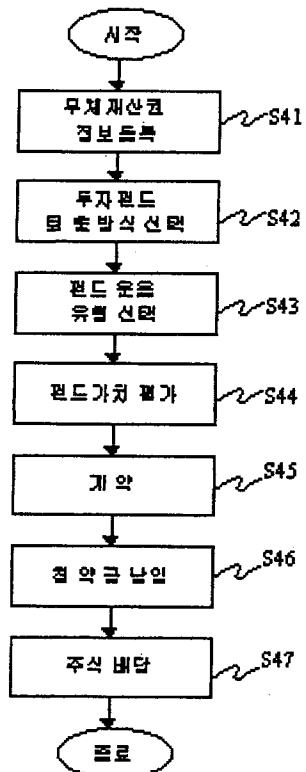 시작
무체재산권
정보등록
S41
투자펀드
표출방식 선택
S42
펀드 운용
유형 선택
S43
펀드가치 평가
S44
계 약
S45
청 약 금 납입
S46
주식 배당
S47
종료